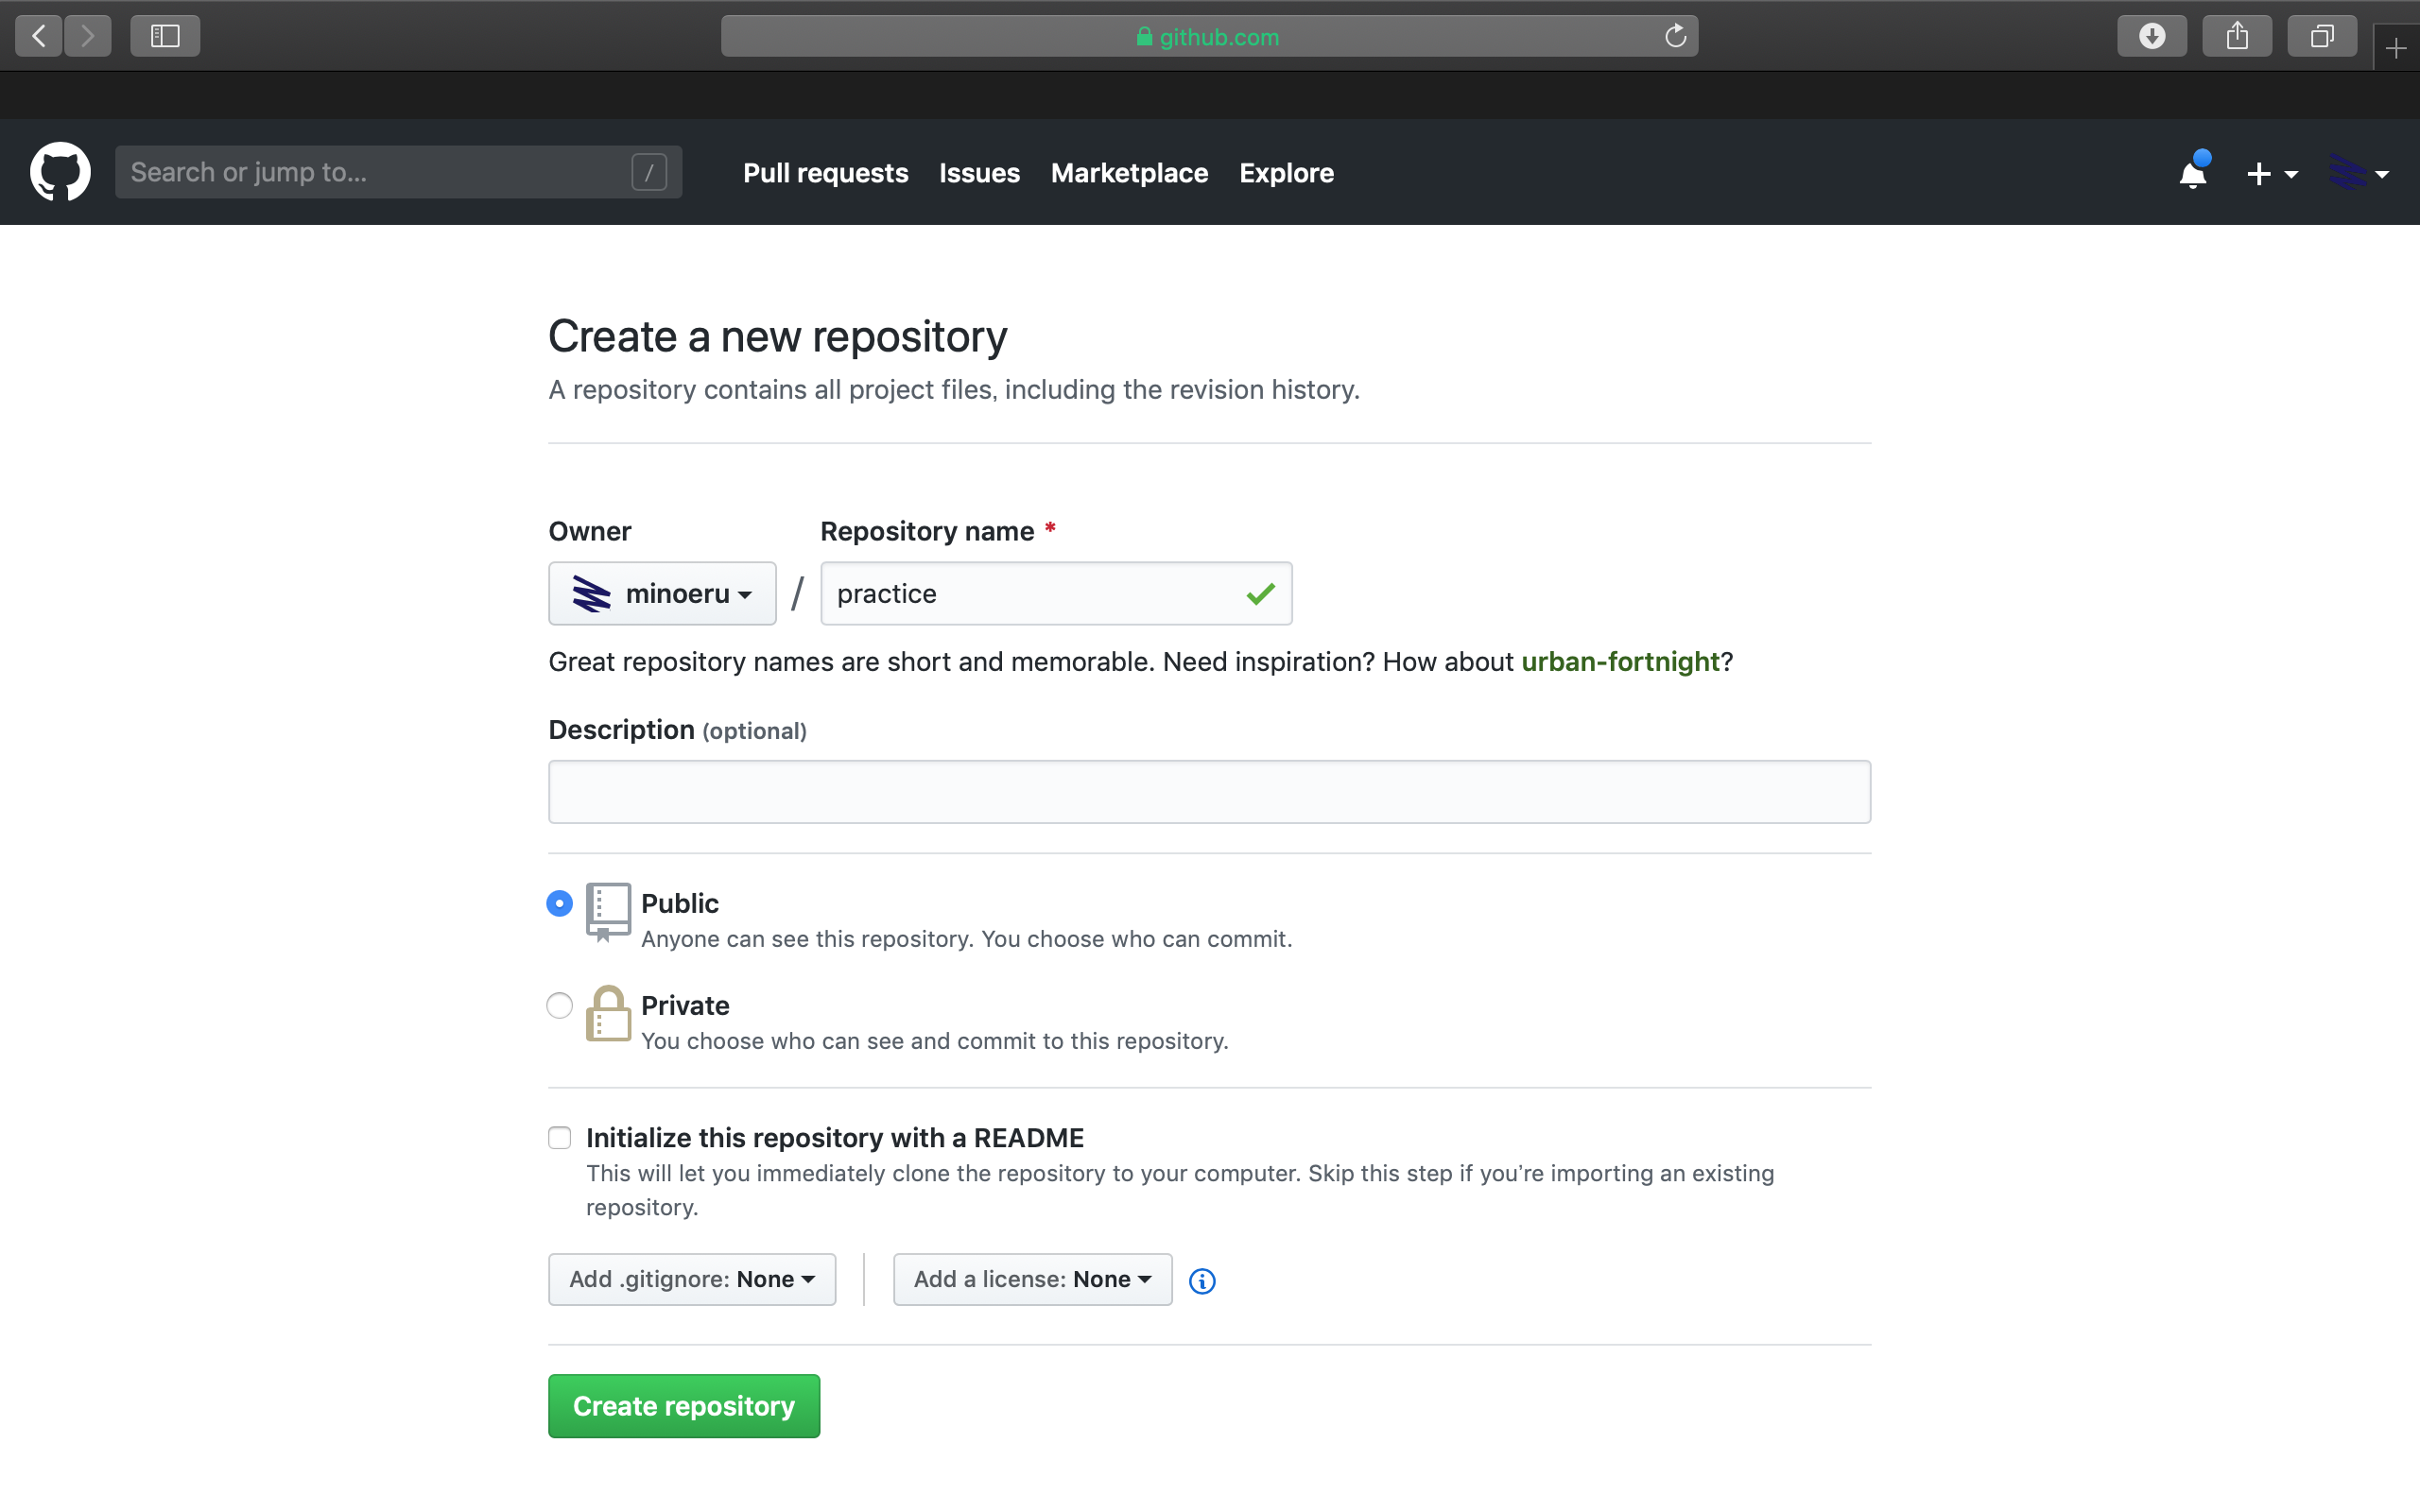 github.com
Search or jump to... /
Pull requests Issues Marketplace Explore
Create a new repository
A repository contains all project files, including the revision history.
Owner Repository name *
minoeru / practice
Great repository names are short and memorable. Need inspiration? How about urban-fortnight?
Description (optional)
Public
Anyone can see this repository. You choose who can commit.
Private
You choose who can see and commit to this repository.
Initialize this repository with a README
This will let you immediately clone the repository to your computer. Skip this step if you’re importing an existing
repository.
Add .gitignore: None Add a license: None
Create repository